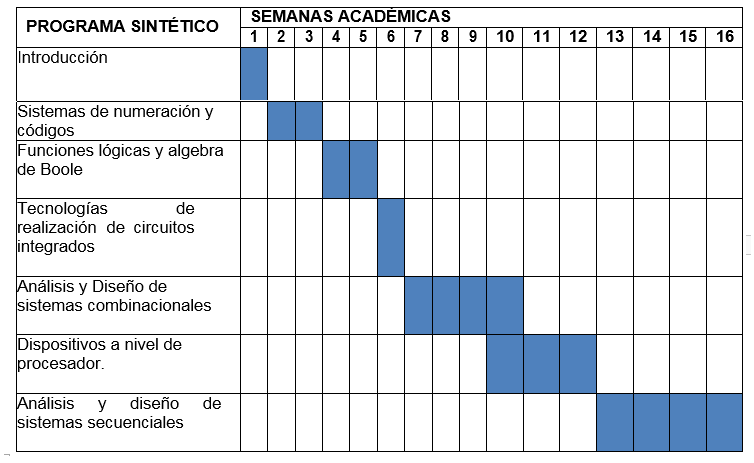 PROGRAMA SINTÉTICO
SEMANAS ACADÉMICAS
1 2 3 4 5 6 7 8 9 10 11 12 13 14 15 16
Introducción
Sistemas de numeración y
códigos
Funciones lógicas y algebra
de Boole
Tecnologías de
realización de circuitos
integrados
Análisis y Diseño de
sistemas combinacionales
Dispositivos a nivel de
procesador.
Análisis y diseño de
sistemas secuenciales